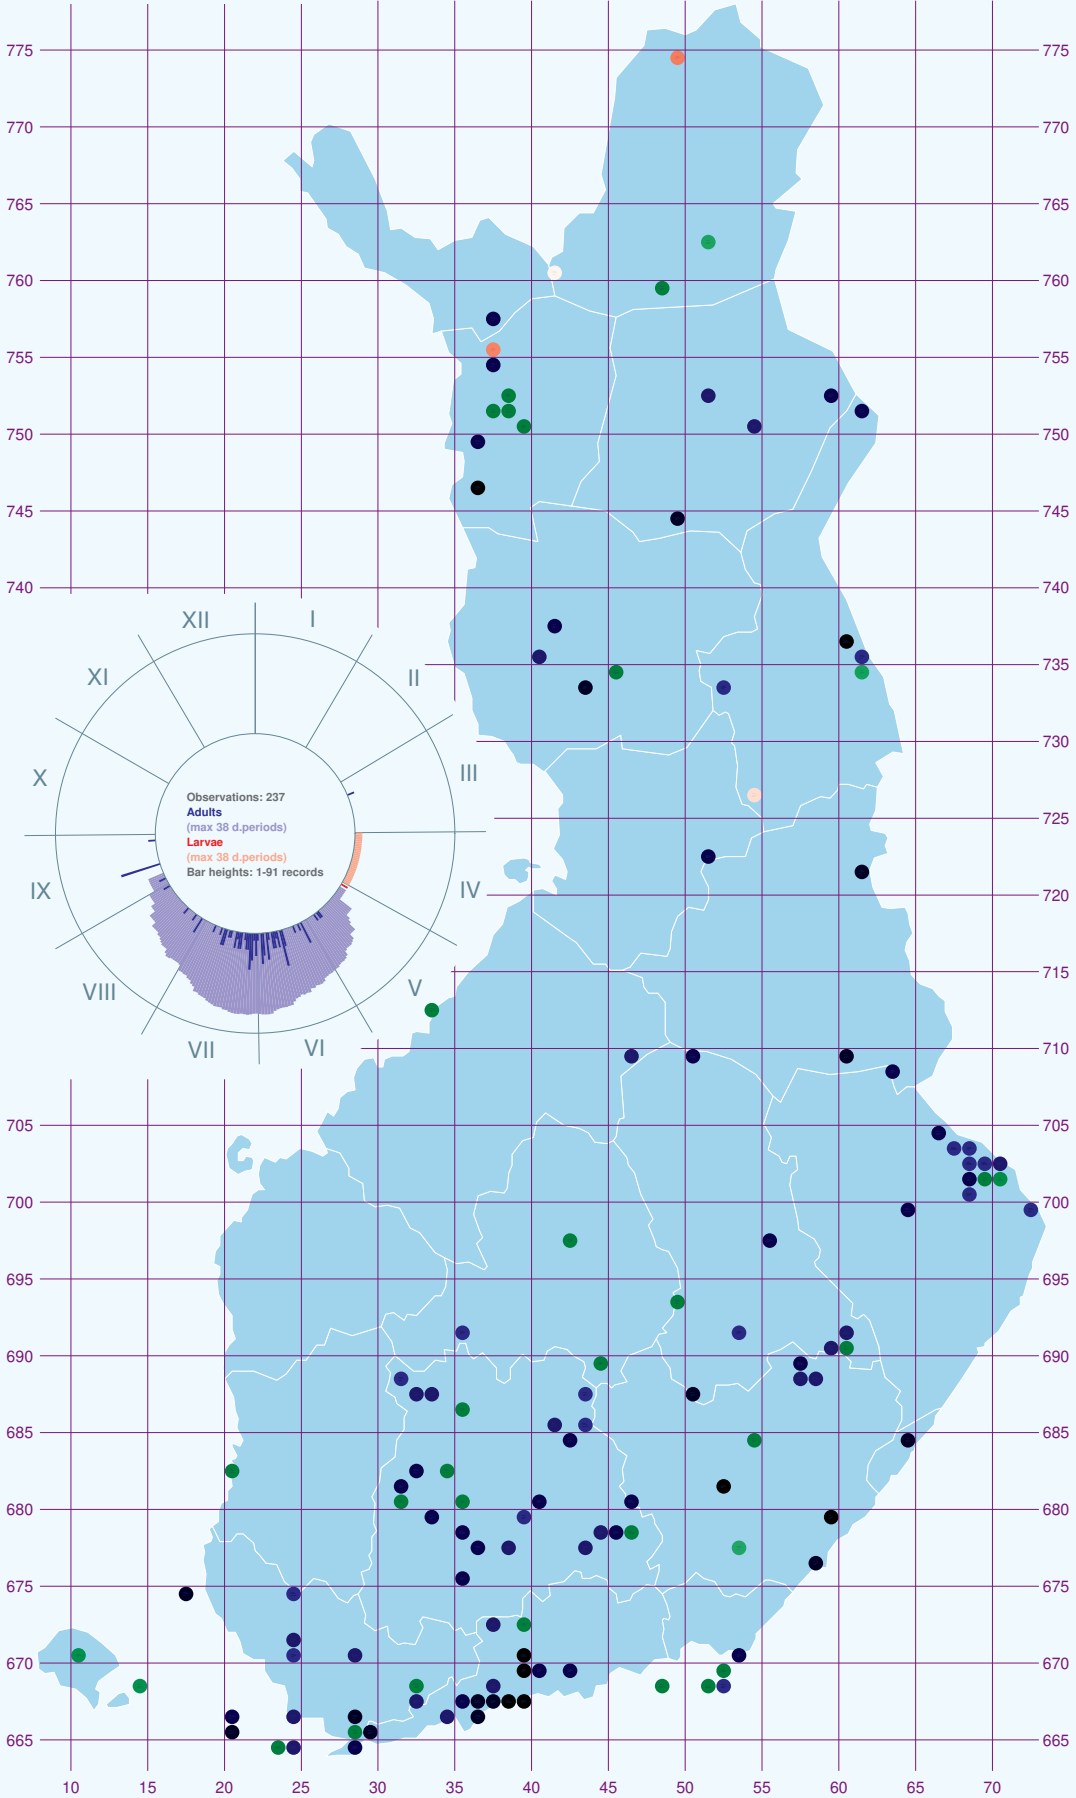 775 775
770 770
765 765
760 760
755 755
750 750
745 745
740 740
XII I
XI II
735 735
730 730
X III
Observations: 237
Adults
(max 38 d.periods)
Larvae
(max 38 d.periods)
Bar heights: 1-91 records
725
IX IV
720
VIII V
715
VII VI
710
705 705
700 700
695 695
690 690
685 685
680 680
675 675
670 670
665 665
10 15 20 25 30 35 40 45 50 55 60 65 70